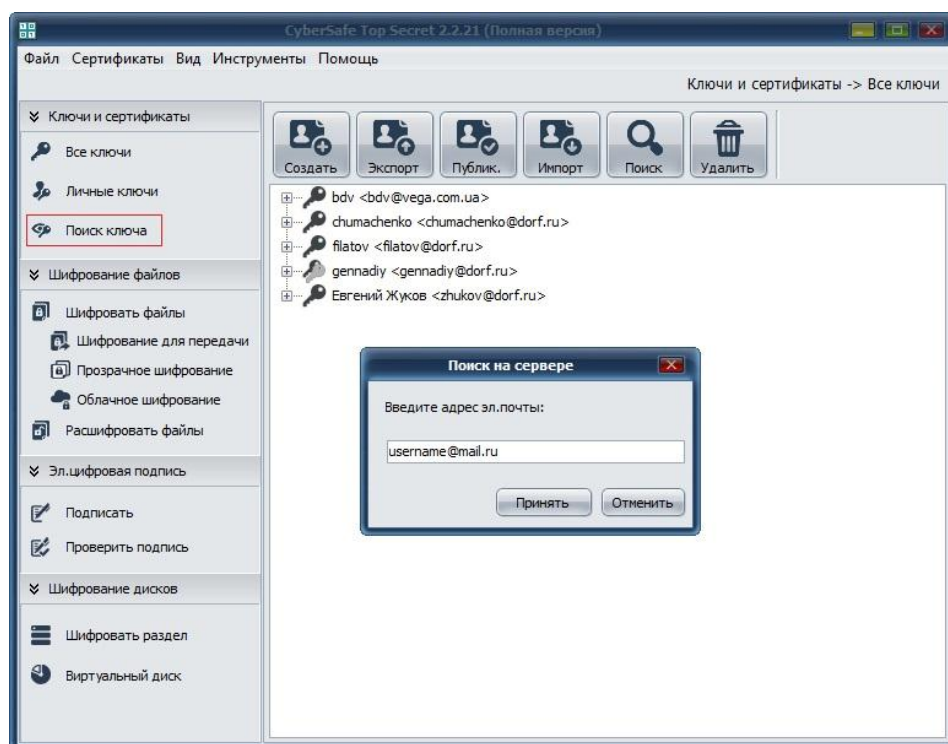 CyberSafe Top Secret 2.2.21 (Полная версия)
Файл Сертификаты Вид Инструменты Помощь
Ключи и сертификаты -> Все ключи
Ключи и сертификаты
Все ключи
Личные ключи
Поиск ключа
Шифрование файлов
Шифровать файлы
Шифрование для передачи
Прозрачное шифрование
Облачное шифрование
Расшифровать файлы
Эл.цифровая подпись
Подписать
Проверить подпись
Шифрование дисков
Шифровать раздел
Виртуальный диск
Создать Экспорт Публик. Импорт Поиск Удалить
bdv <bdv@vega.com.ua>
chumachenko <chumachenko@dorf.ru>
filatov <filatov@dorf.ru>
gennadiy <gennadiy@dorf.ru>
Евгений Жуков <zhukov@dorf.ru>
Поиск на сервере
Введите адрес эл.почты:
username@mail.ru
Принять Отменить